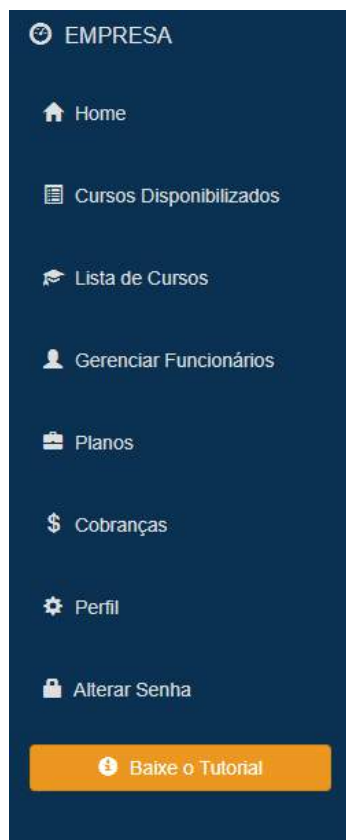 EMPRESA
Home
Cursos Disponibilizados
Lista de Cursos
Gerenciar Funcionários
Planos
$ Cobranças
Perfil
Alterar Senha
Baixe o Tutorial